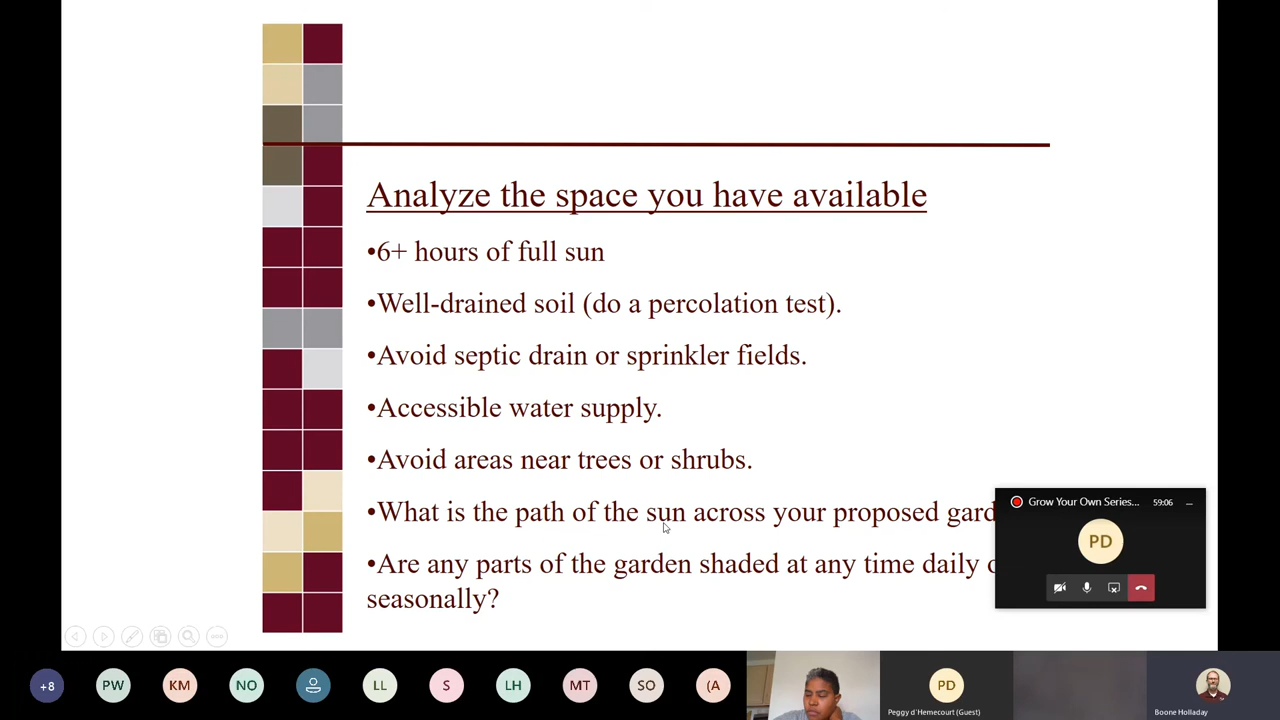 Analyze the space you have available
•6+ hours of full sun
•Well-drained soil (do a percolation test).
•Avoid septic drain or sprinkler fields.
•Accessible water supply.
•Avoid areas near trees or shrubs.
•What is the path of the sun across your proposed gard
•Are any parts of the garden shaded at any time daily o
seasonally?
Grow Your Own Series... 59:06
PD
+8 PW KM NO LL S LH MT SO (A PD
Peggy d'Hemecourt (Guest) Boone Holladay